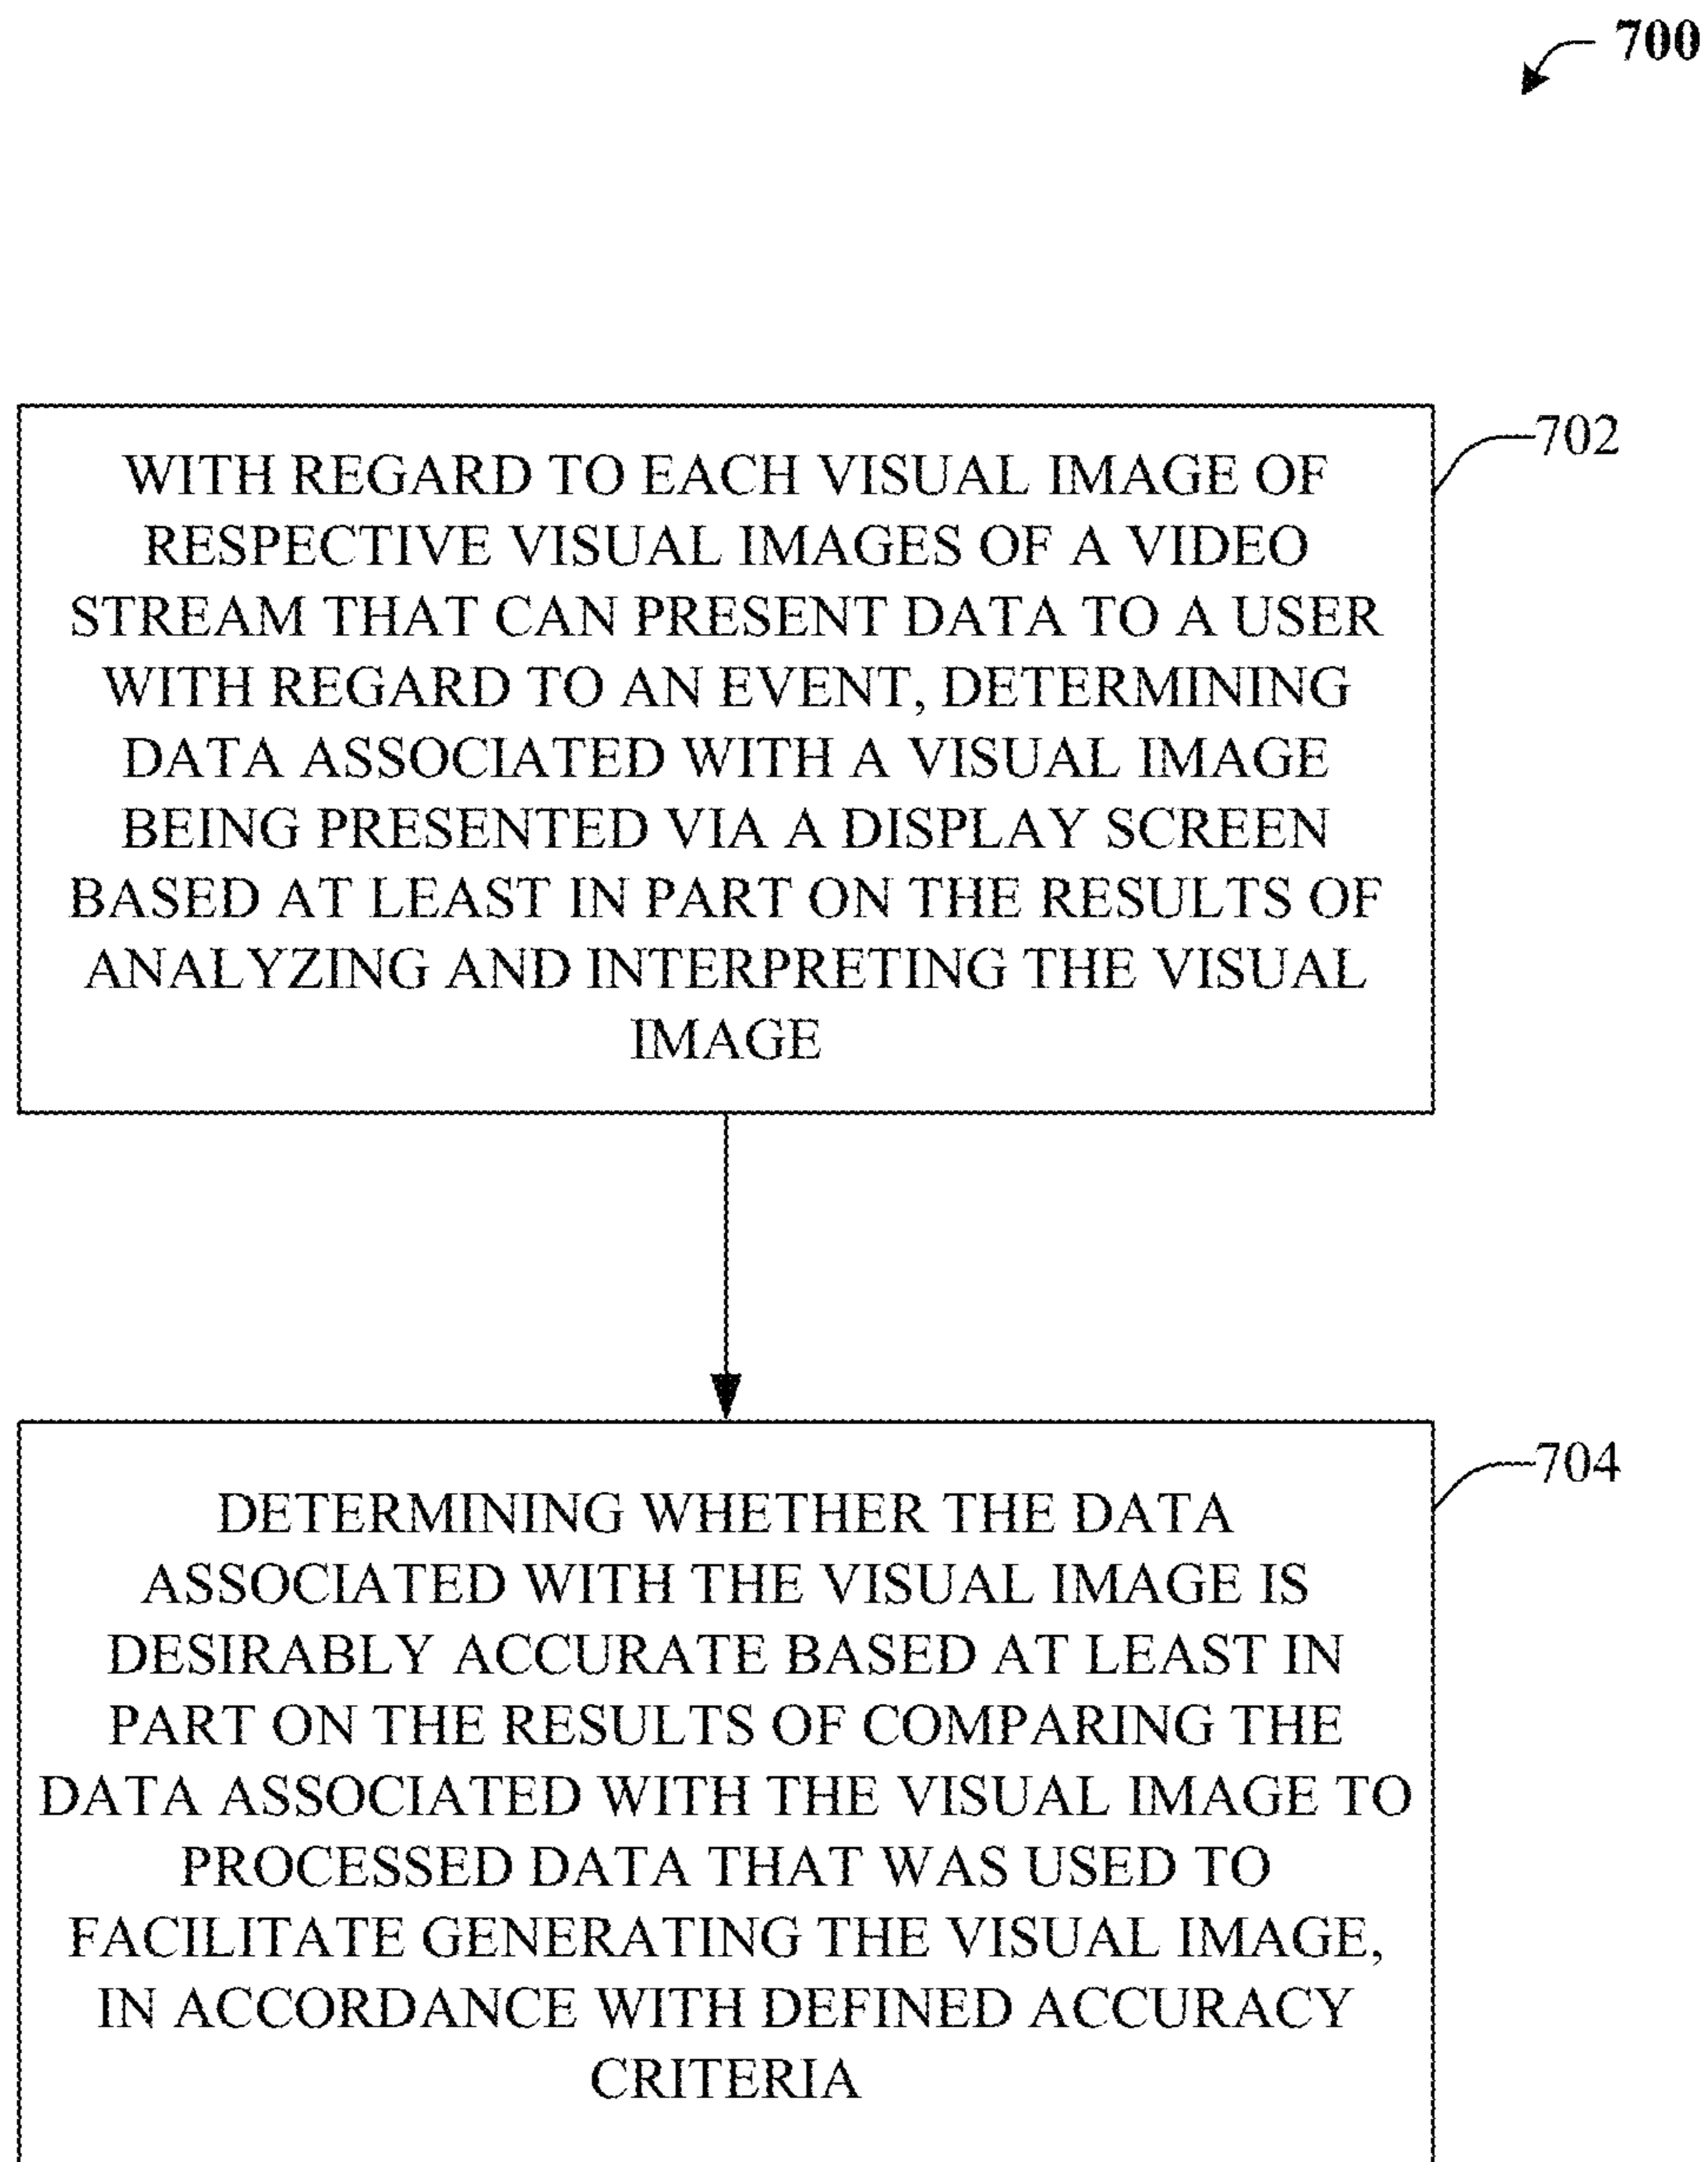 700
702
WITH REGARD TO EACH VISUAL IMAGE OF
RESPECTIVE VISUAL IMAGES OF A VIDEO
STREAM THAT CAN PRESENT DATA TO A USER
WITH REGARD TO AN EVENT, DETERMINING
DATA ASSOCIATED WITH A VISUAL IMAGE
BEING PRESENTED VIA A DISPLAY SCREEN
BASED AT LEAST IN PART ON THE RESULTS OF
ANALYZING AND INTERPRETING THE VISUAL
IMAGE
704
DETERMINING WHETHER THE DATA
ASSOCIATED WITH THE VISUAL IMAGE IS
DESIRABLY ACCURATE BASED AT LEAST IN
PART ON THE RESULTS OF COMPARING THE
DATA ASSOCIATED WITH THE VISUAL IMAGE TO
PROCESSED DATA THAT WAS USED TO
FACILITATE GENERATING THE VISUAL IMAGE,
IN ACCORDANCE WITH DEFINED ACCURACY
CRITERIA